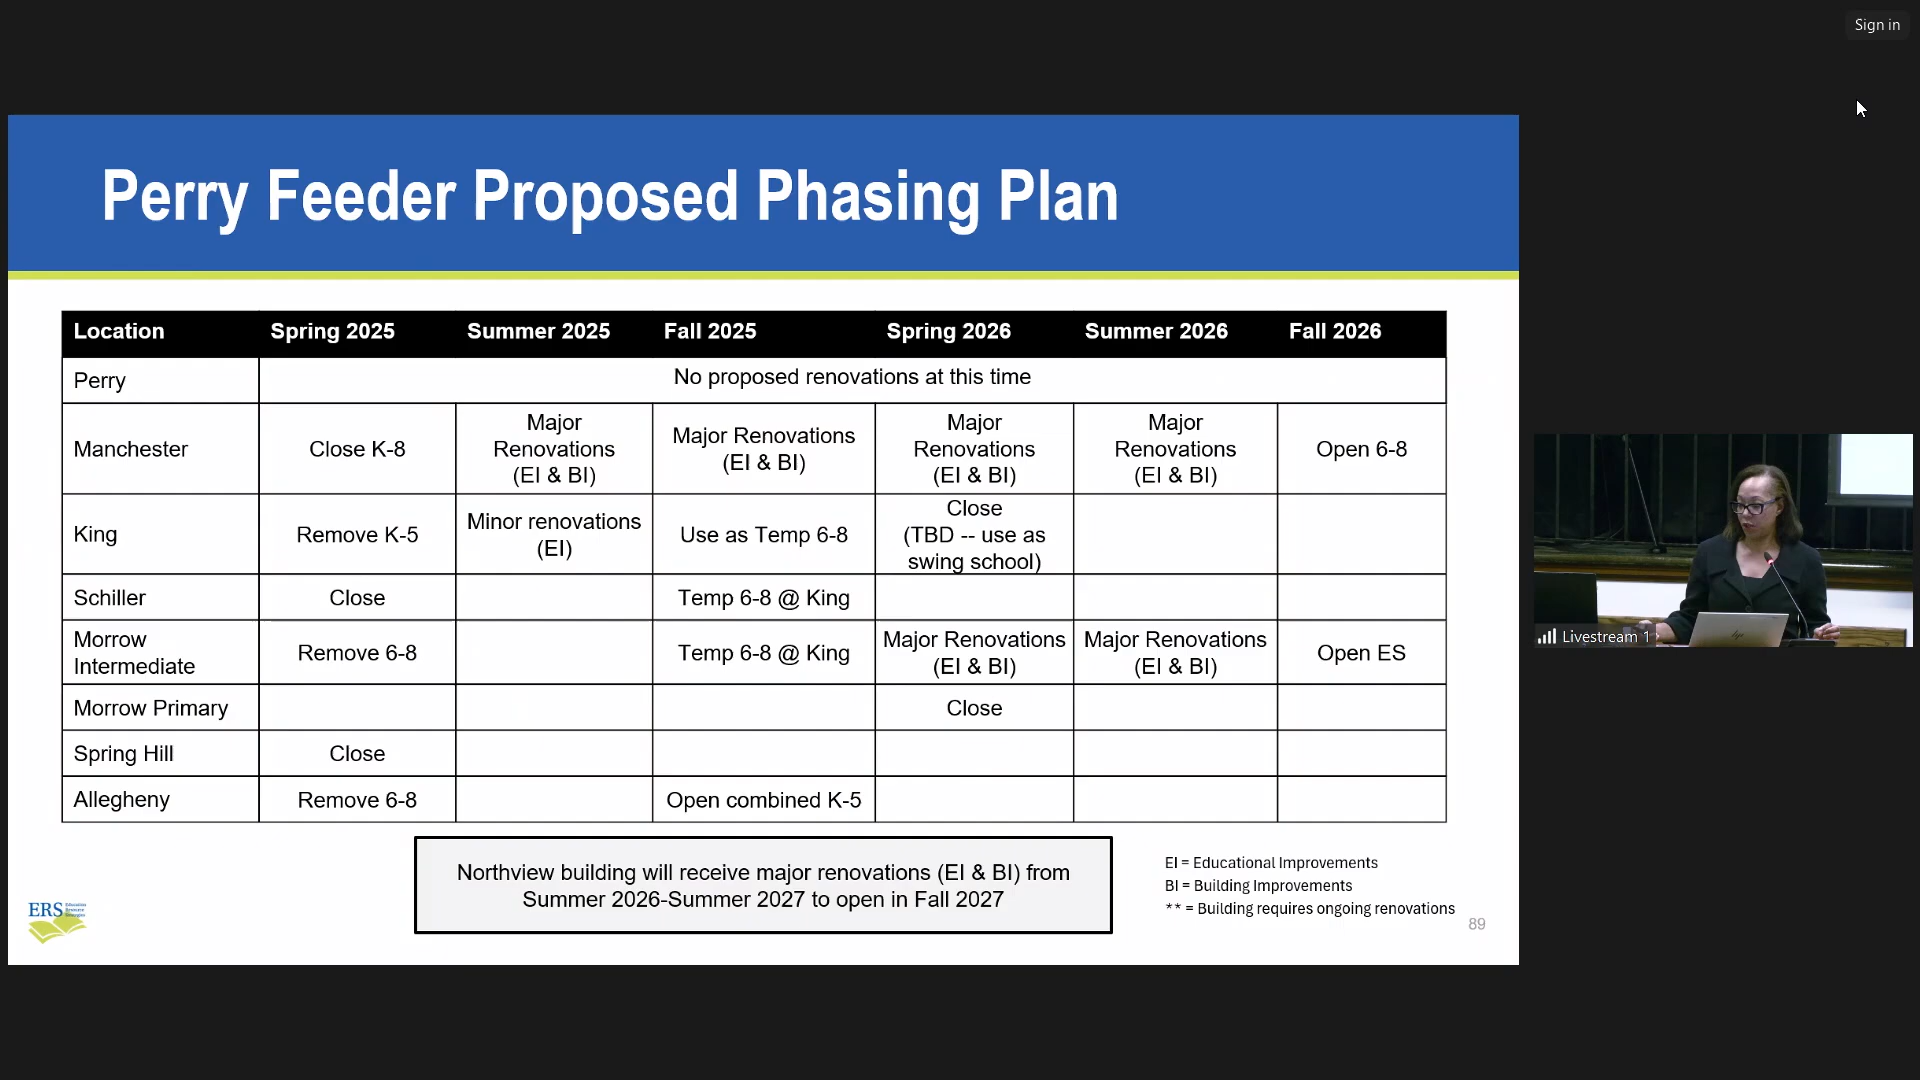 Sign in
Perry Feeder Proposed Phasing Plan
Location Spring 2025 Summer 2025 Fall 2025 Spring 2026 Summer 2026 Fall 2026
Perry No proposed renovations at this time
Manchester Close K-8 Major Renovations (EI & BI) Major Renovations (EI & BI) Major Renovations (EI & BI) Major Renovations (EI & BI) Open 6-8
King Remove K-5 Minor renovations (EI) Use as Temp 6-8 Close (TBD -- use as swing school)
Schiller Close Temp 6-8 @ King
Morrow Intermediate Remove 6-8 Temp 6-8 @ King Major Renovations (EI & BI) Major Renovations (EI & BI) Open ES
Morrow Primary Close
Spring Hill Close
Allegheny Remove 6-8 Open combined K-5
Northview building will receive major renovations (EI & BI) from
Summer 2026-Summer 2027 to open in Fall 2027
EI = Educational Improvements
BI = Building Improvements
** = Building requires ongoing renovations
89
ERS Education
Resource
Strategies
Livestream 1
hp